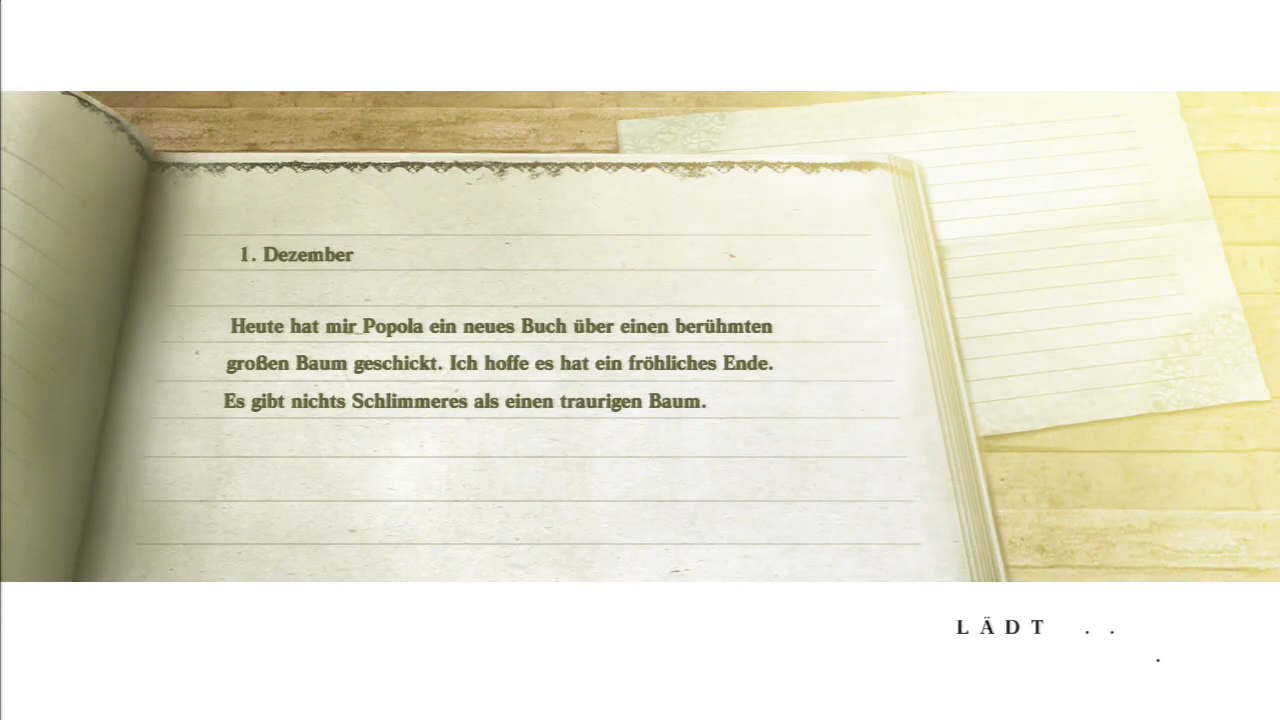 1. Dezember
Heute hat mir Popola ein neues Buch über einen berühmten
großen Baum geschickt. Ich hoffe es hat ein fröhliches Ende.
Es gibt nichts Schlimmeres als einen traurigen Baum.
LÄDT . . .